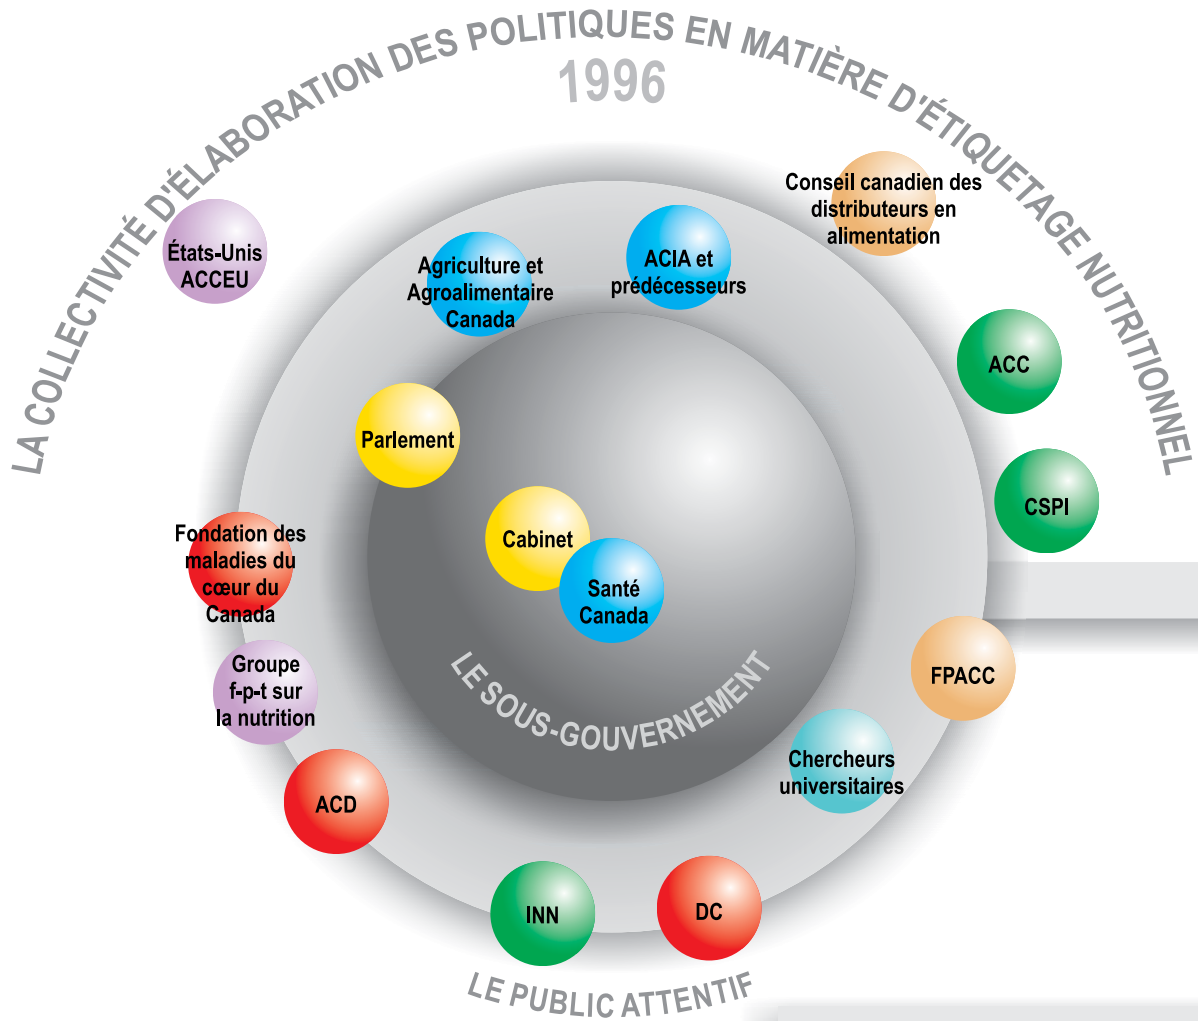 LA COLLECTIVITÉ D'ÉLABORATION DES POLITIQUES EN MATIÈRE D'ÉTIQUETAGE NUTRITIONNEL
1996
Conseil canadien des
distributeurs en
alimentation
États-Unis
ACCEU
Agriculture et
Agroalimentaire
Canada
ACIA et
prédécesseurs
ACC
Parlement
CSPI
Cabinet
Fondation des
maladies du
cœur du
Canada
Santé
Canada
Groupe
f-p-t sur
la nutrition
LE SOUS-GOUVERNEMENT
FPACC
Chercheurs
universitaires
ACD
INN
DC
LE PUBLIC ATTENTIF